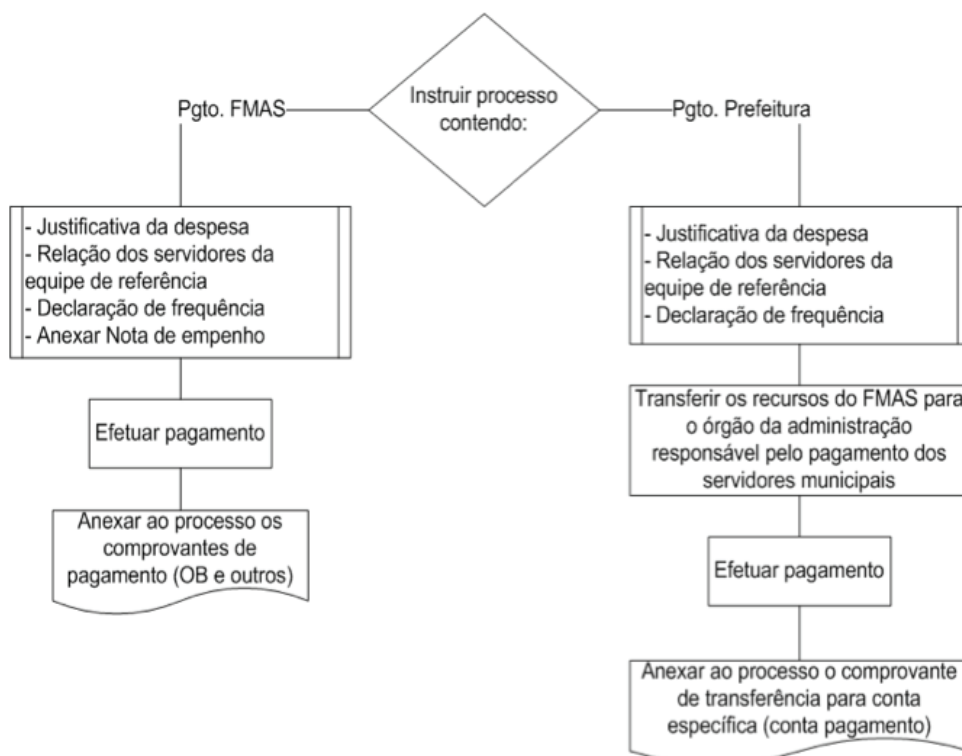 Instruir processo
contendo:
Pgto. FMAS
Pgto. Prefeitura
- Justificativa da despesa
- Relação dos servidores da
equipe de referência
- Declaração de frequência
- Anexar Nota de empenho
Efetuar pagamento
Anexar ao processo os
comprovantes de
pagamento (OB e outros)
- Justificativa da despesa
- Relação dos servidores da
equipe de referência
- Declaração de frequência
Transferir os recursos do FMAS para
o órgão da administração
responsável pelo pagamento dos
servidores municipais
Efetuar pagamento
Anexar ao processo o comprovante
de transferência para conta
específica (conta pagamento)